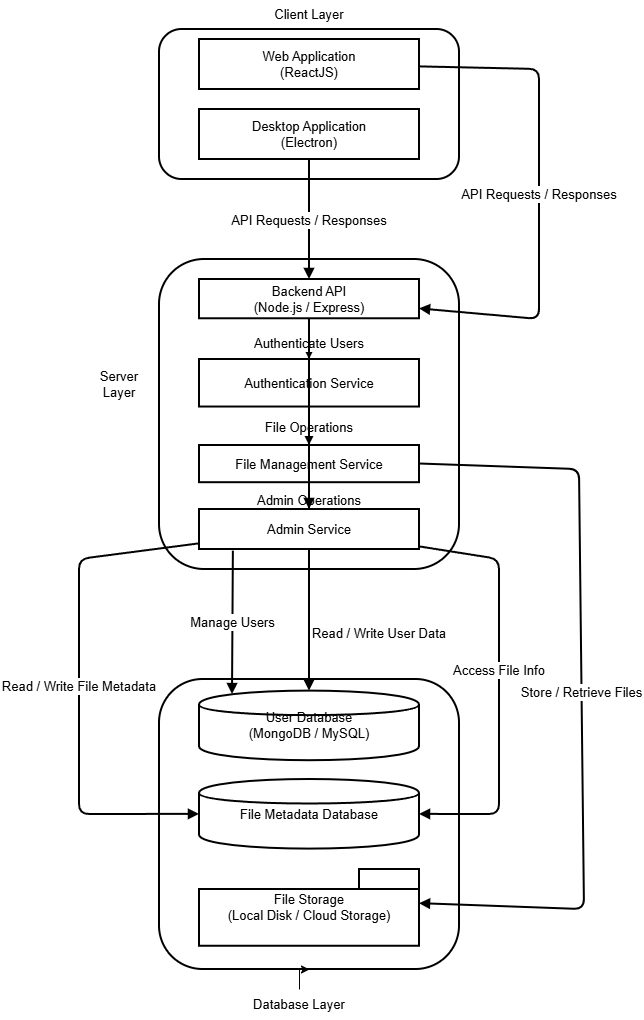 Client Layer
Web Application
(ReactJS)
Desktop Application
(Electron)
API Requests / Responses
API Requests / Responses
Backend API
(Node.js / Express)
Authenticate Users
Server
Layer
Authentication Service
File Operations
File Management Service
Admin Operations
Admin Service
Manage Users
Read / Write User Data
Access File Info
Read / Write File Metadata
Store / Retrieve Files
User Database
(MongoDB / MySQL)
File Metadata Database
File Storage
(Local Disk / Cloud Storage)
Database Layer